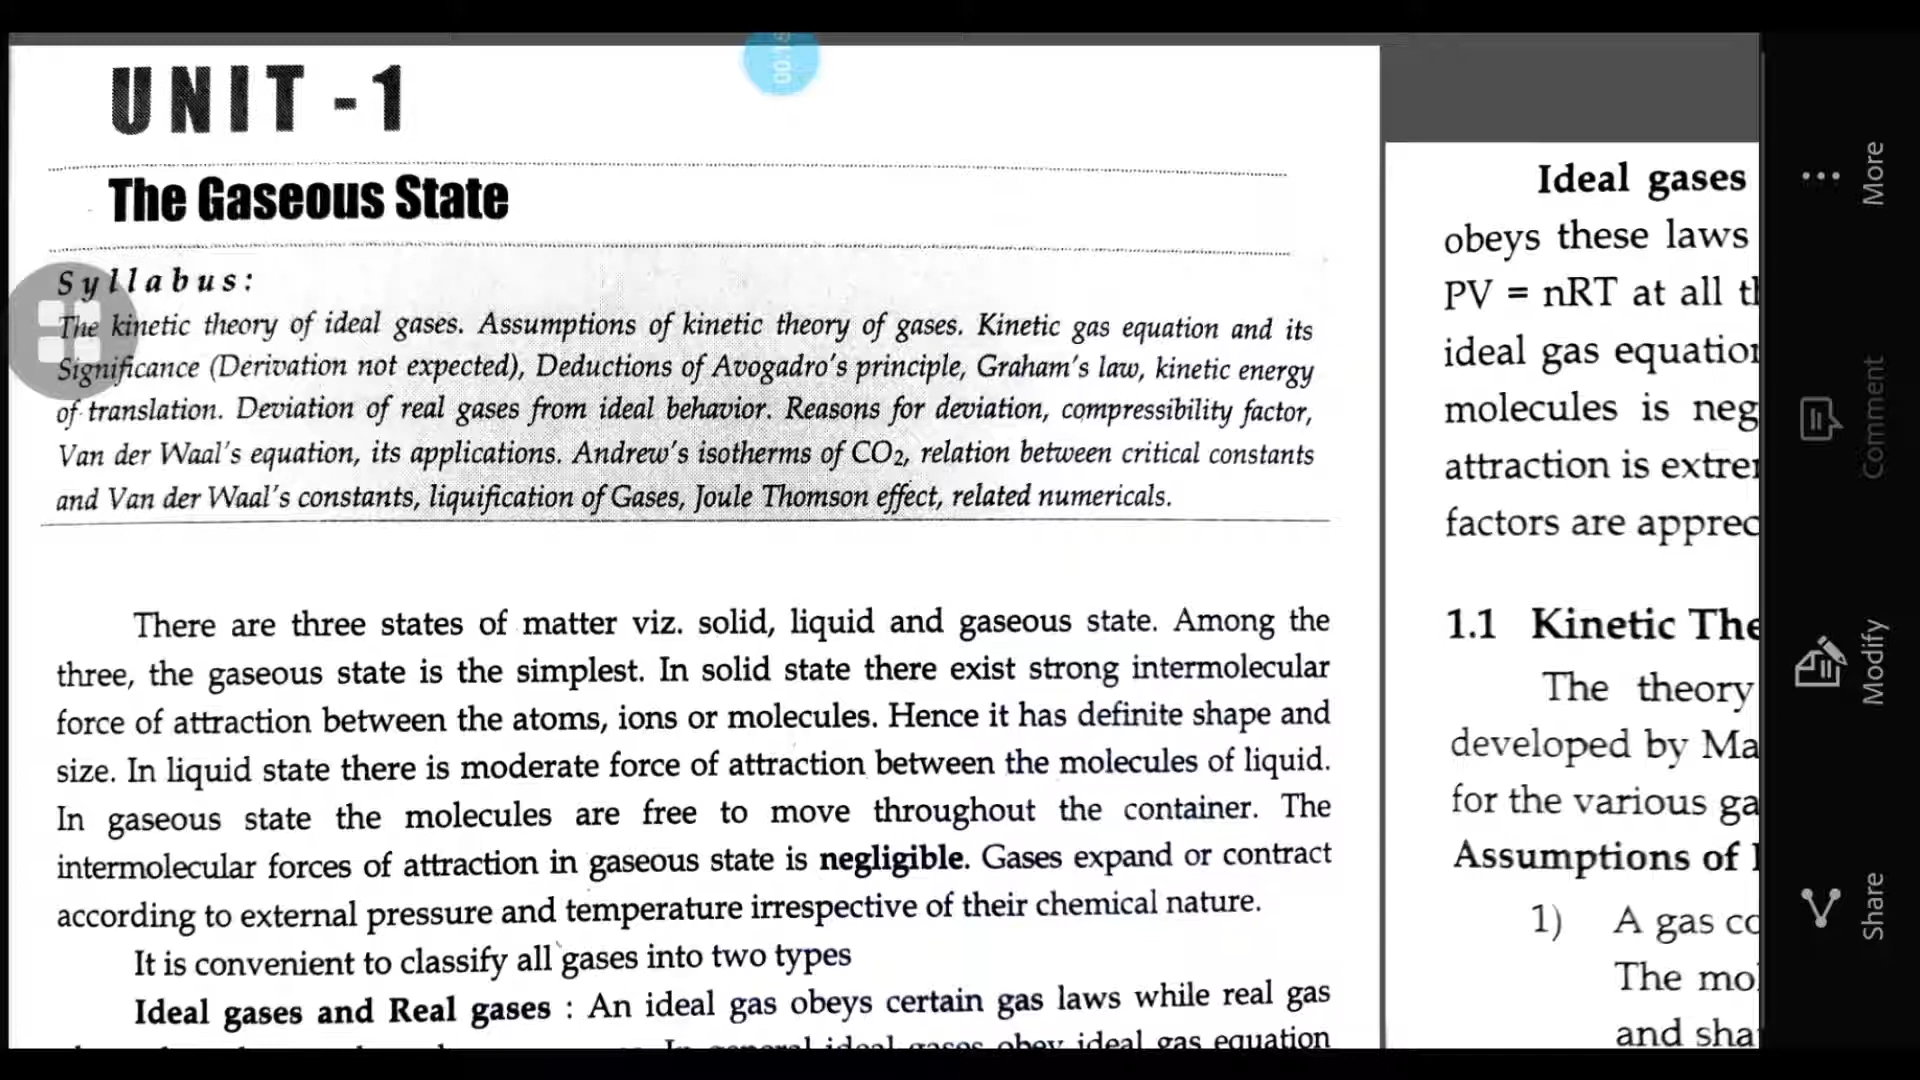 UNIT - 1
The Gaseous State
Syllabus:
The kinetic theory of ideal gases. Assumptions of kinetic theory of gases. Kinetic gas equation and its
Significance (Derivation not expected), Deductions of Avogadro's principle, Graham's law, kinetic energy
of translation. Deviation of real gases from ideal behavior. Reasons for deviation, compressibility factor,
Van der Waal's equation, its applications. Andrew's isotherms of CO₂, relation between critical constants
and Van der Waal's constants, liquification of Gases, Joule Thomson effect, related numericals.
There are three states of matter viz. solid, liquid and gaseous state. Among the
three, the gaseous state is the simplest. In solid state there exist strong intermolecular
force of attraction between the atoms, ions or molecules. Hence it has definite shape and
size. In liquid state there is moderate force of attraction between the molecules of liquid.
In gaseous state the molecules are free to move throughout the container. The
intermolecular forces of attraction in gaseous state is negligible. Gases expand or contract
according to external pressure and temperature irrespective of their chemical nature.
It is convenient to classify all gases into two types
Ideal gases and Real gases : An ideal gas obeys certain gas laws while real gas
In general ideal gases obey ideal gas equation
Ideal gases
obeys these laws
PV = nRT at all
ideal gas
molecules is
attraction is
factors are
1.1 Kinetic
The theory
developed by
for the various
Assumptions of
1) A gas
The
and
More
Comment
Modify
Share